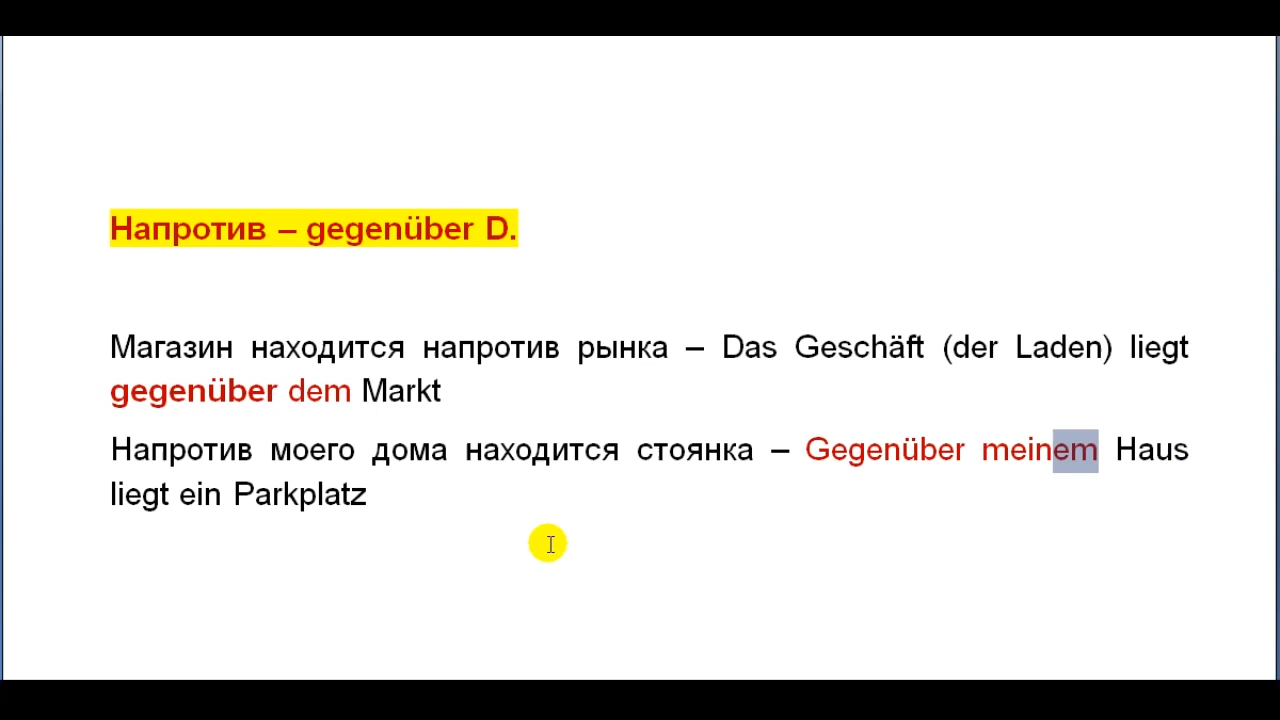 Напротив – gegenüber D.
Магазин находится напротив рынка – Das Geschäft (der Laden) liegt
gegenüber dem Markt
Напротив моего дома находится стоянка – Gegenüber meinem Haus
liegt ein Parkplatz